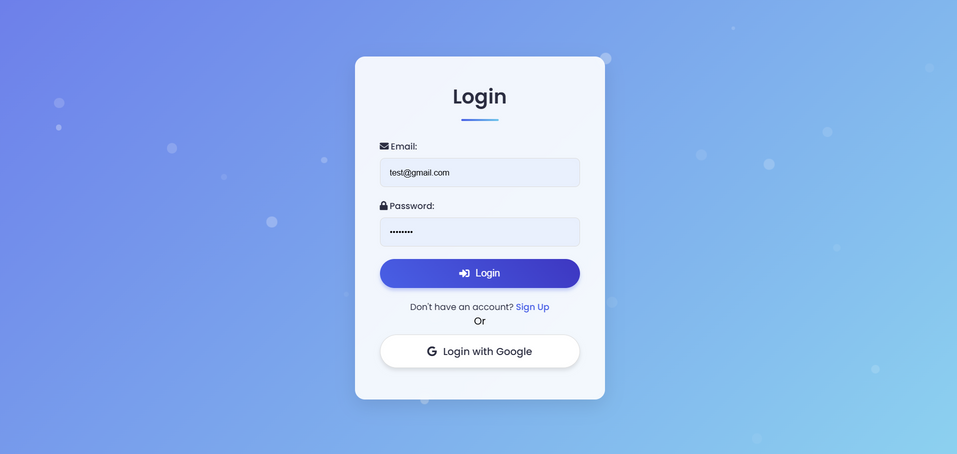 Login
Email:
test@gmail.com
Password:
••••••••
Login
Don't have an account? Sign Up
Or
Login with Google